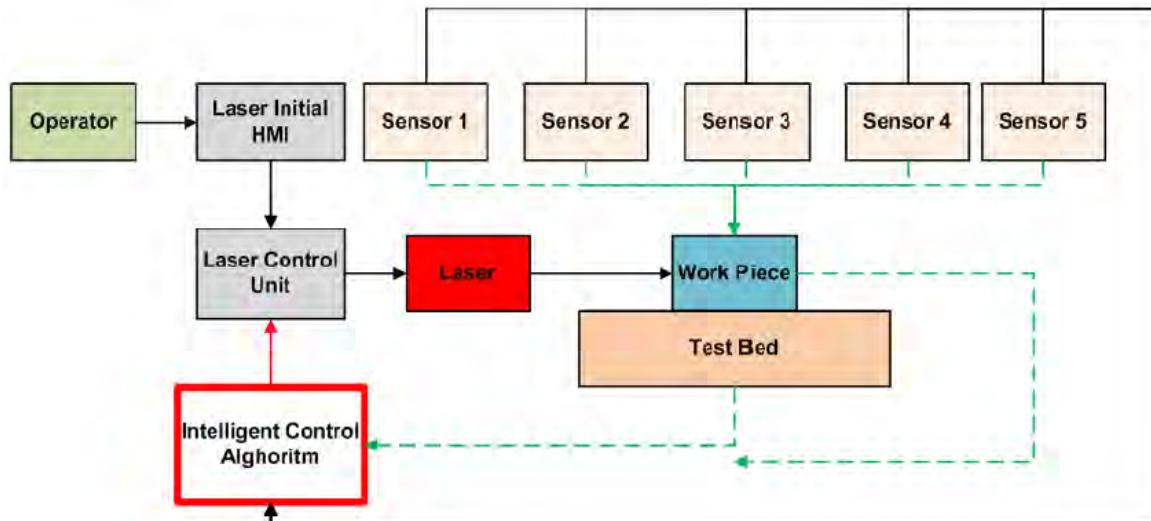 Operator
Laser Initial
HMI
Sensor 1
Sensor 2
Sensor 3
Sensor 4
Sensor 5
Laser Control
Unit
Laser
Work Piece
Test Bed
Intelligent Control
Alghoritm